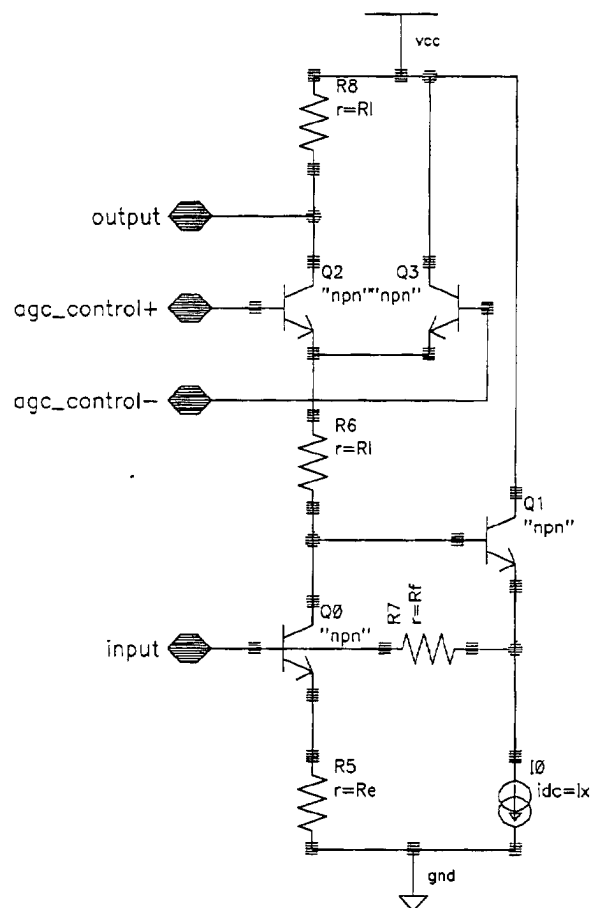 vcc
R8
r=Rl
output
Q2
Q3
"npn"
"npn"
agc_control+
agc_control-
R6
r=Rl
Q1
"npn"
Q0
"npn"
R7
r=Rf
input
R5
r=Re
I0
idc=Ix
gnd